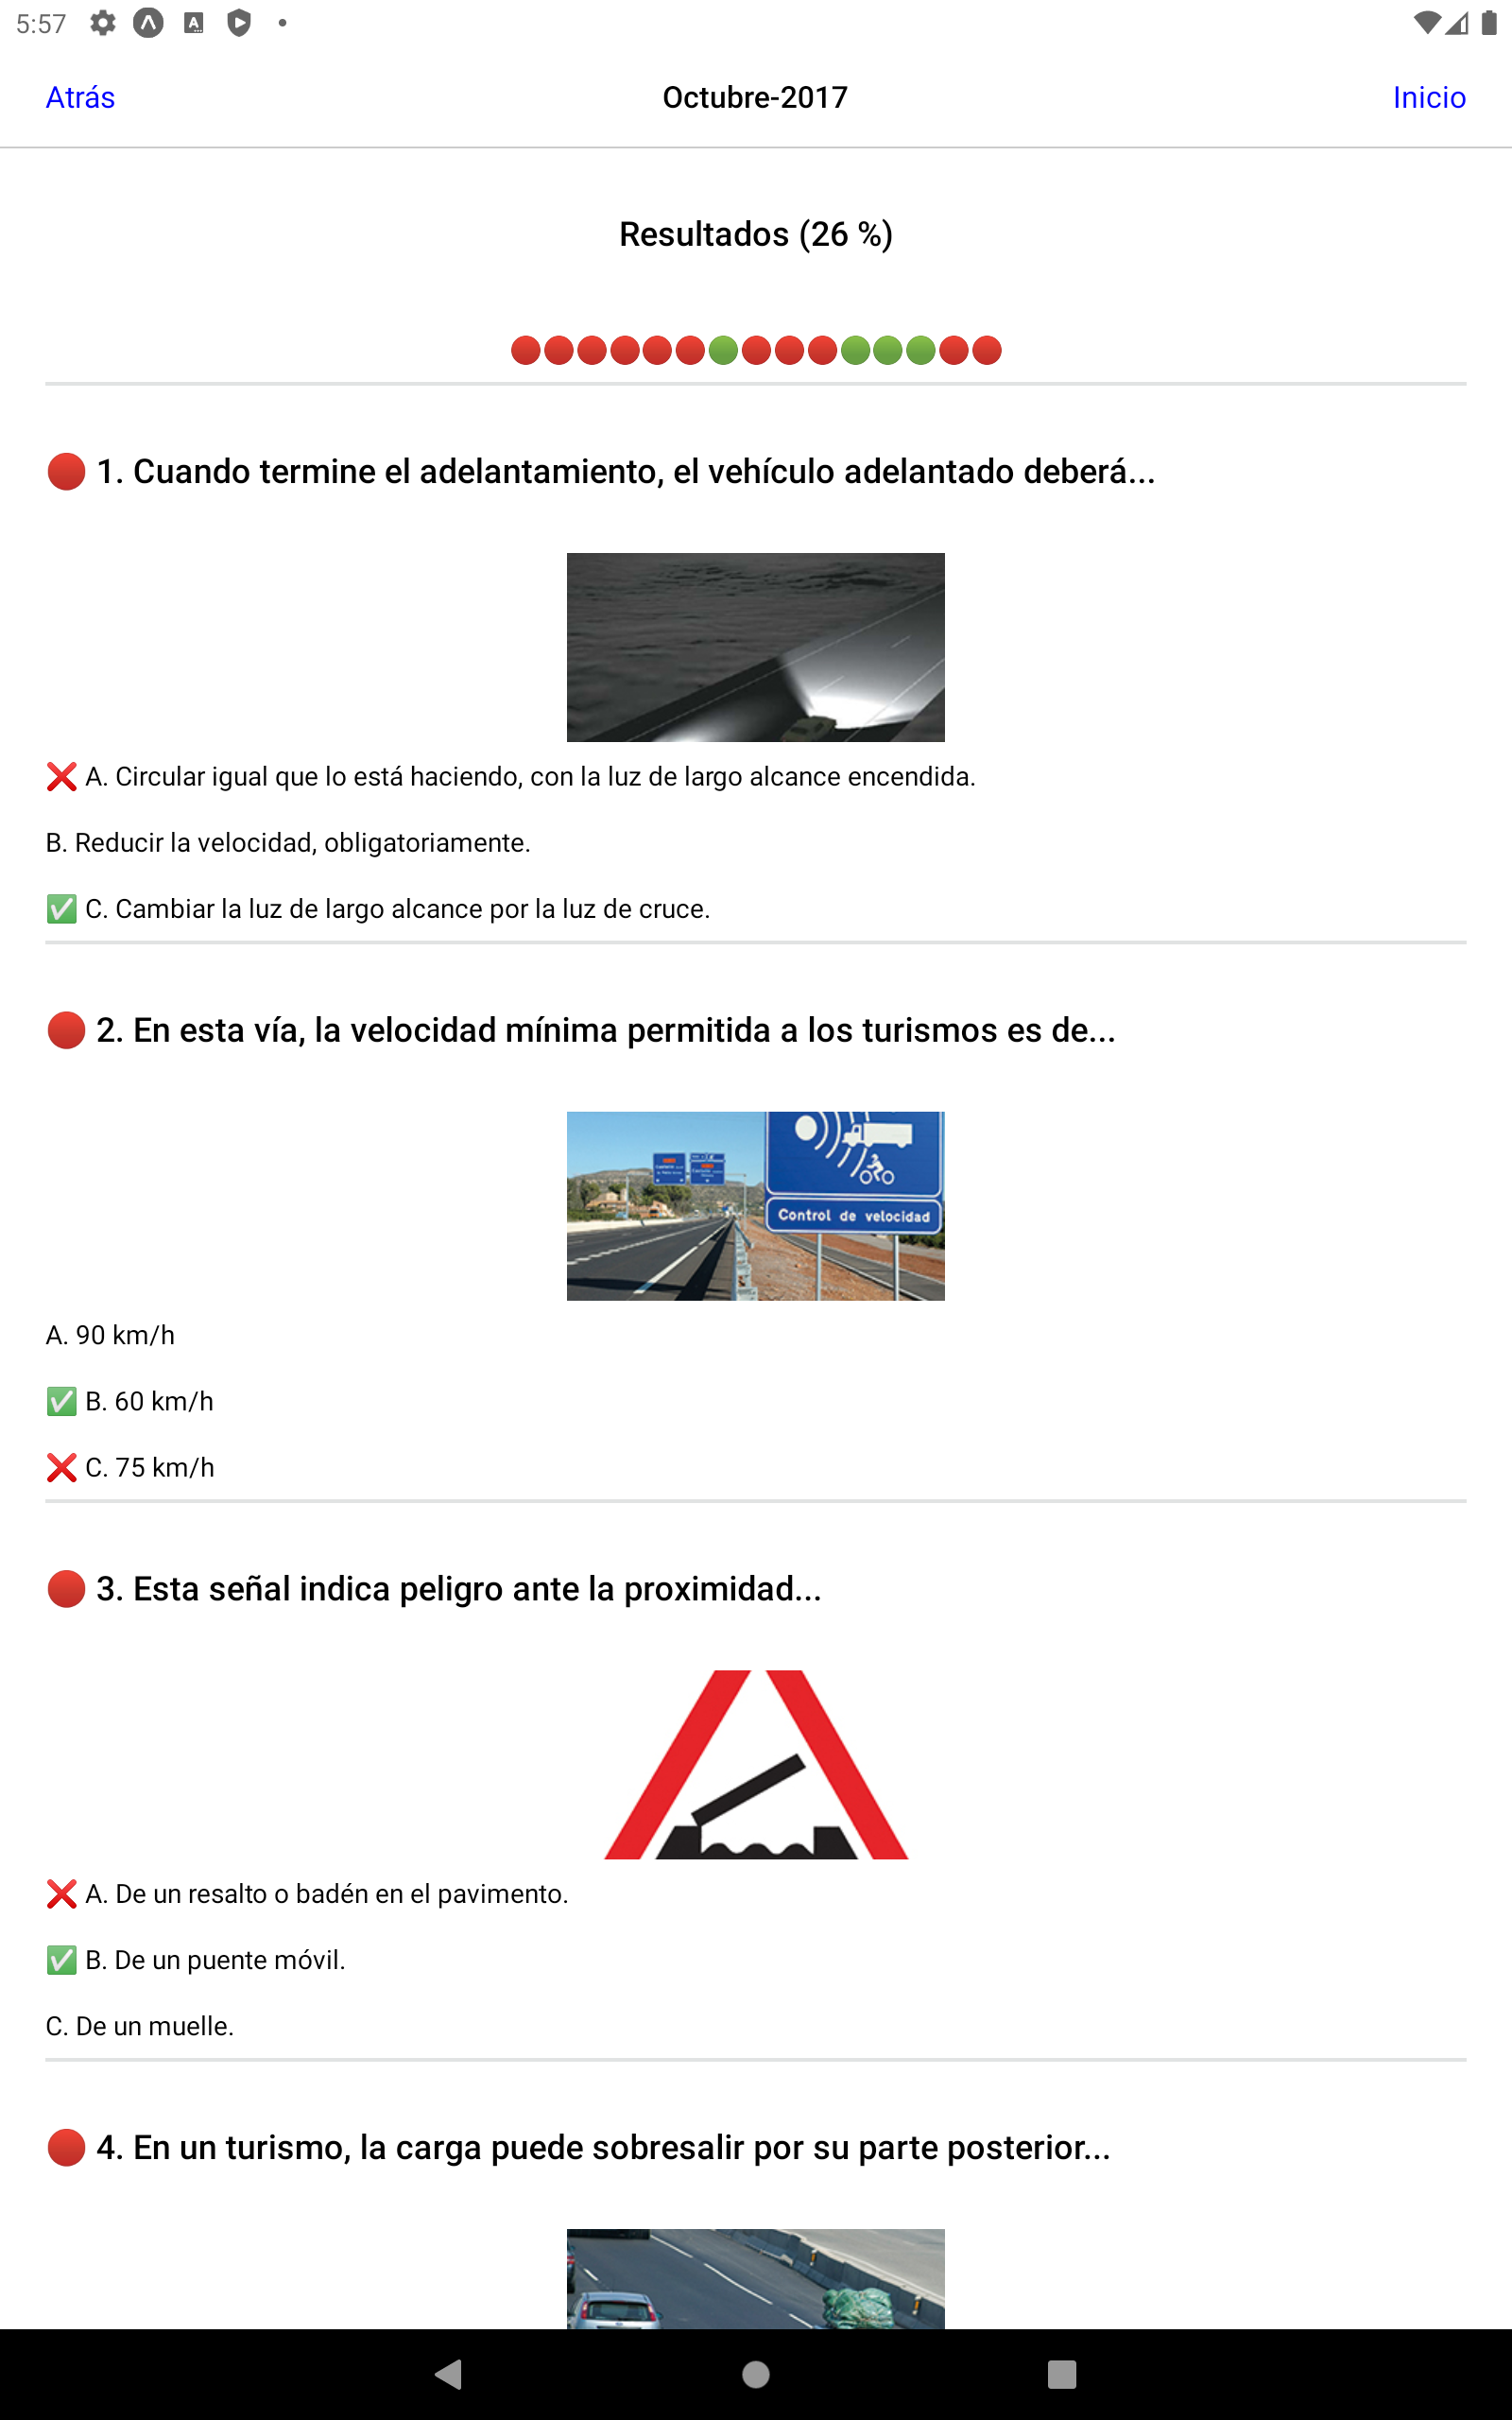 5:57
Atrás
Octubre-2017
Inicio
Resultados (26 %)
1. Cuando termine el adelantamiento, el vehículo adelantado deberá...
A. Circular igual que lo está haciendo, con la luz de largo alcance encendida.
B. Reducir la velocidad, obligatoriamente.
C. Cambiar la luz de largo alcance por la luz de cruce.
2. En esta vía, la velocidad mínima permitida a los turismos es de...
Control de velocidad
A. 90 km/h
B. 60 km/h
C. 75 km/h
3. Esta señal indica peligro ante la proximidad...
A. De un resalto o badén en el pavimento.
B. De un puente móvil.
C. De un muelle.
4. En un turismo, la carga puede sobresalir por su parte posterior...